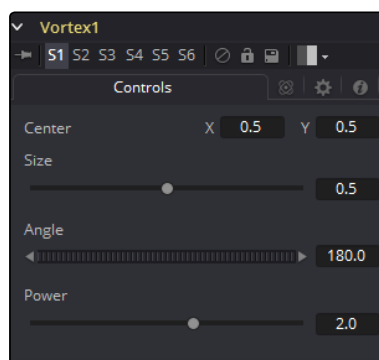 Vortex1
S1 S2 S3 S4 S5 S6
Controls
Center X 0.5 Y 0.5
Size
0.5
Angle
180.0
Power
2.0